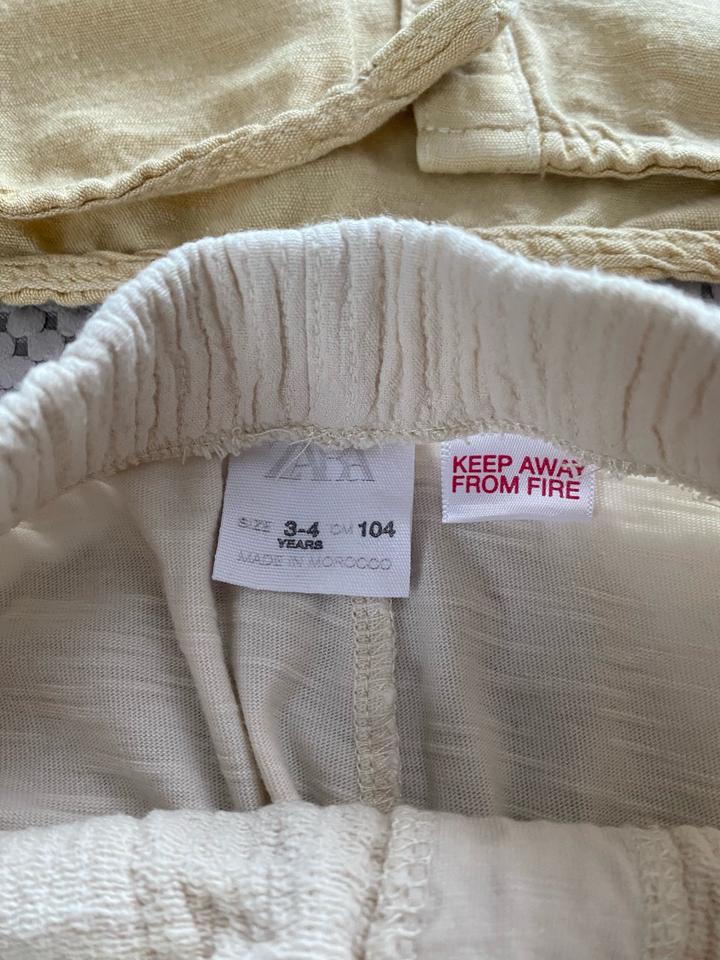 ZARA
SIZE 3-4 CM 104
YEARS
MADE IN MOROCCO
KEEP AWAY
FROM FIRE